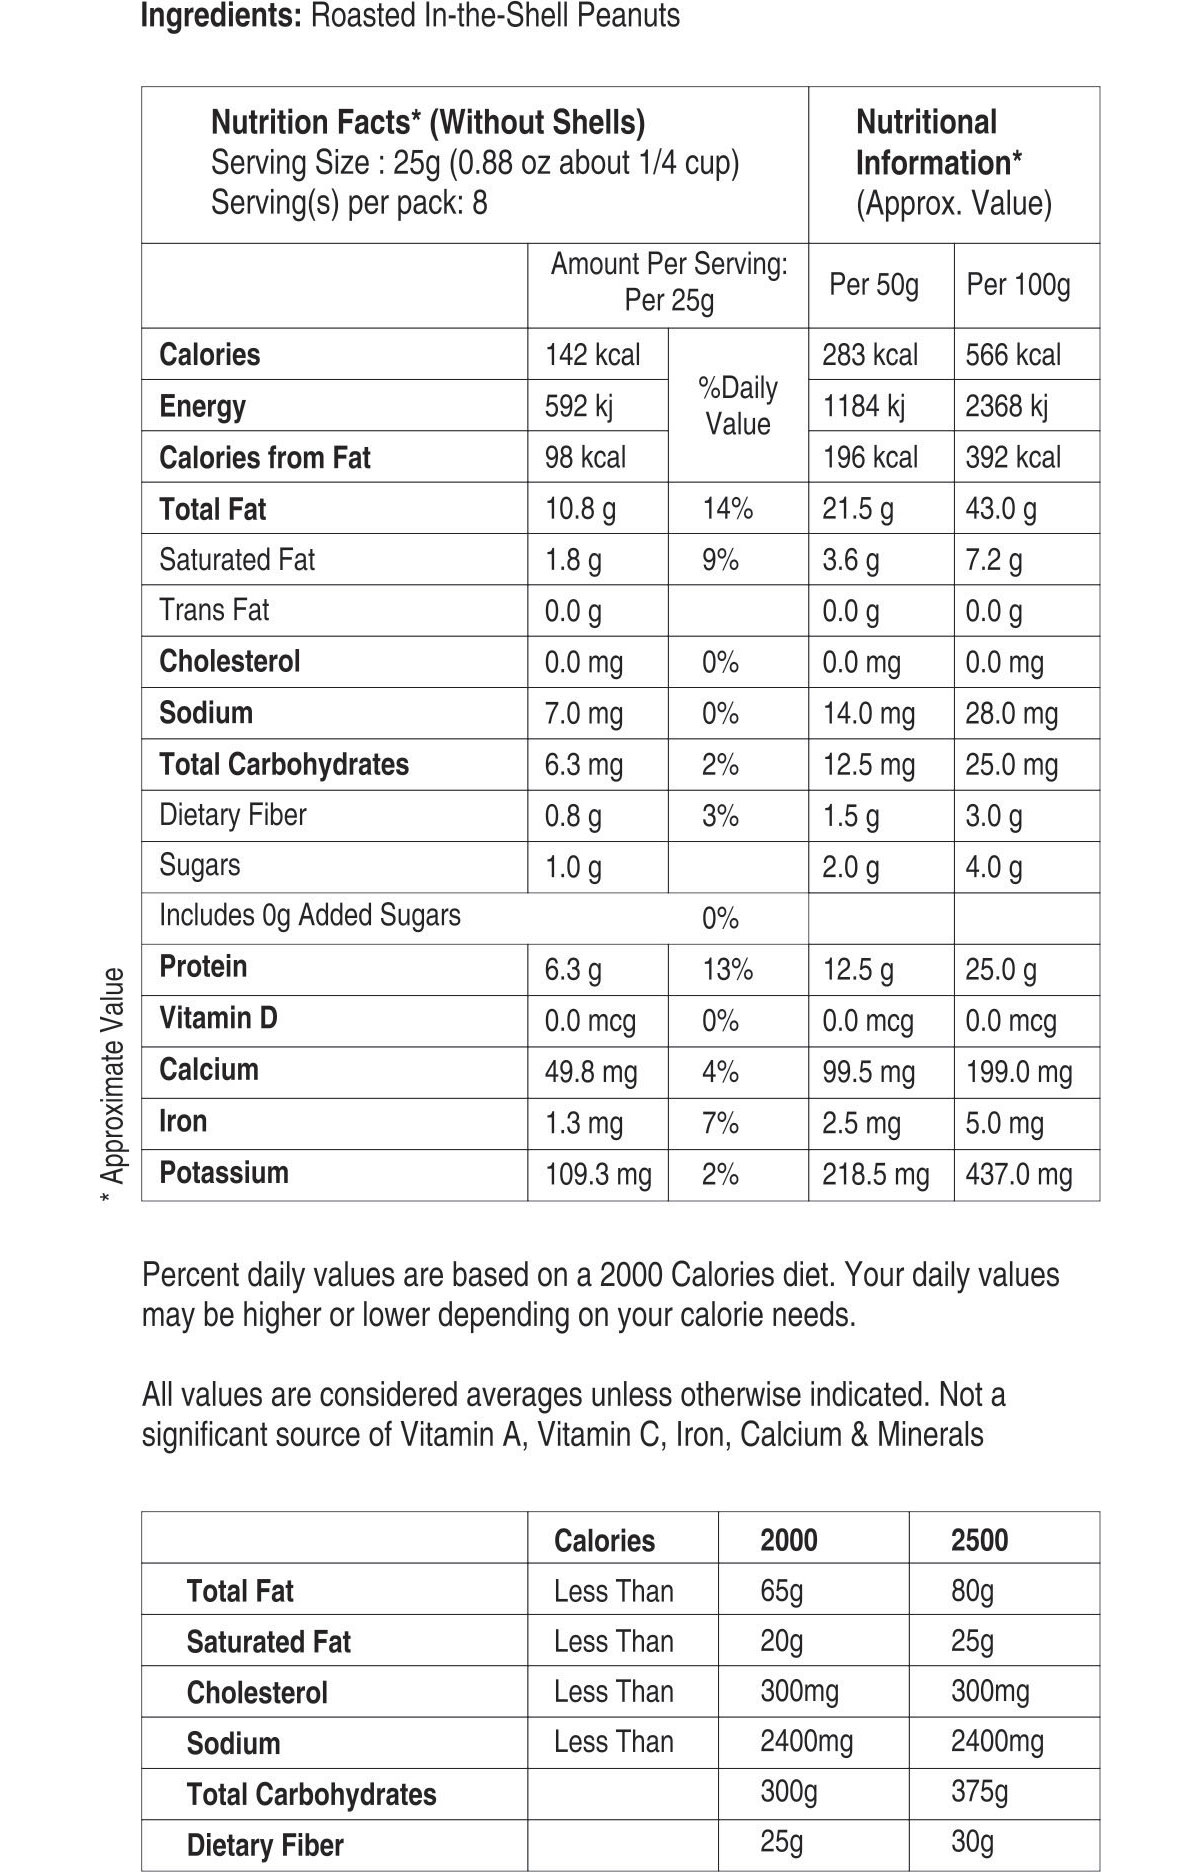 Ingredients: Roasted In-the-Shell Peanuts
Nutrition Facts* (Without Shells)
Serving Size : 25g (0.88 oz about 1/4 cup)
Serving(s) per pack: 8
Nutritional
Information*
(Approx. Value)
Amount Per Serving:
Per 25g
Per 50g
Per 100g
%Daily
Value
Calories 142 kcal 283 kcal 566 kcal
Energy 592 kj 1184 kj 2368 kj
Calories from Fat 98 kcal 196 kcal 392 kcal
Total Fat 10.8 g 14% 21.5 g 43.0 g
Saturated Fat 1.8 g 9% 3.6 g 7.2 g
Trans Fat 0.0 g 0.0 g 0.0 g
Cholesterol 0.0 mg 0% 0.0 mg 0.0 mg
Sodium 7.0 mg 0% 14.0 mg 28.0 mg
Total Carbohydrates 6.3 mg 2% 12.5 mg 25.0 mg
Dietary Fiber 0.8 g 3% 1.5 g 3.0 g
Sugars 1.0 g 2.0 g 4.0 g
Includes 0g Added Sugars 0%
Protein 6.3 g 13% 12.5 g 25.0 g
Vitamin D 0.0 mcg 0% 0.0 mcg 0.0 mcg
Calcium 49.8 mg 4% 99.5 mg 199.0 mg
Iron 1.3 mg 7% 2.5 mg 5.0 mg
Potassium 109.3 mg 2% 218.5 mg 437.0 mg
* Approximate Value
Percent daily values are based on a 2000 Calories diet. Your daily values
may be higher or lower depending on your calorie needs.
All values are considered averages unless otherwise indicated. Not a
significant source of Vitamin A, Vitamin C, Iron, Calcium & Minerals
Calories 2000 2500
Total Fat Less Than 65g 80g
Saturated Fat Less Than 20g 25g
Cholesterol Less Than 300mg 300mg
Sodium Less Than 2400mg 2400mg
Total Carbohydrates 300g 375g
Dietary Fiber 25g 30g